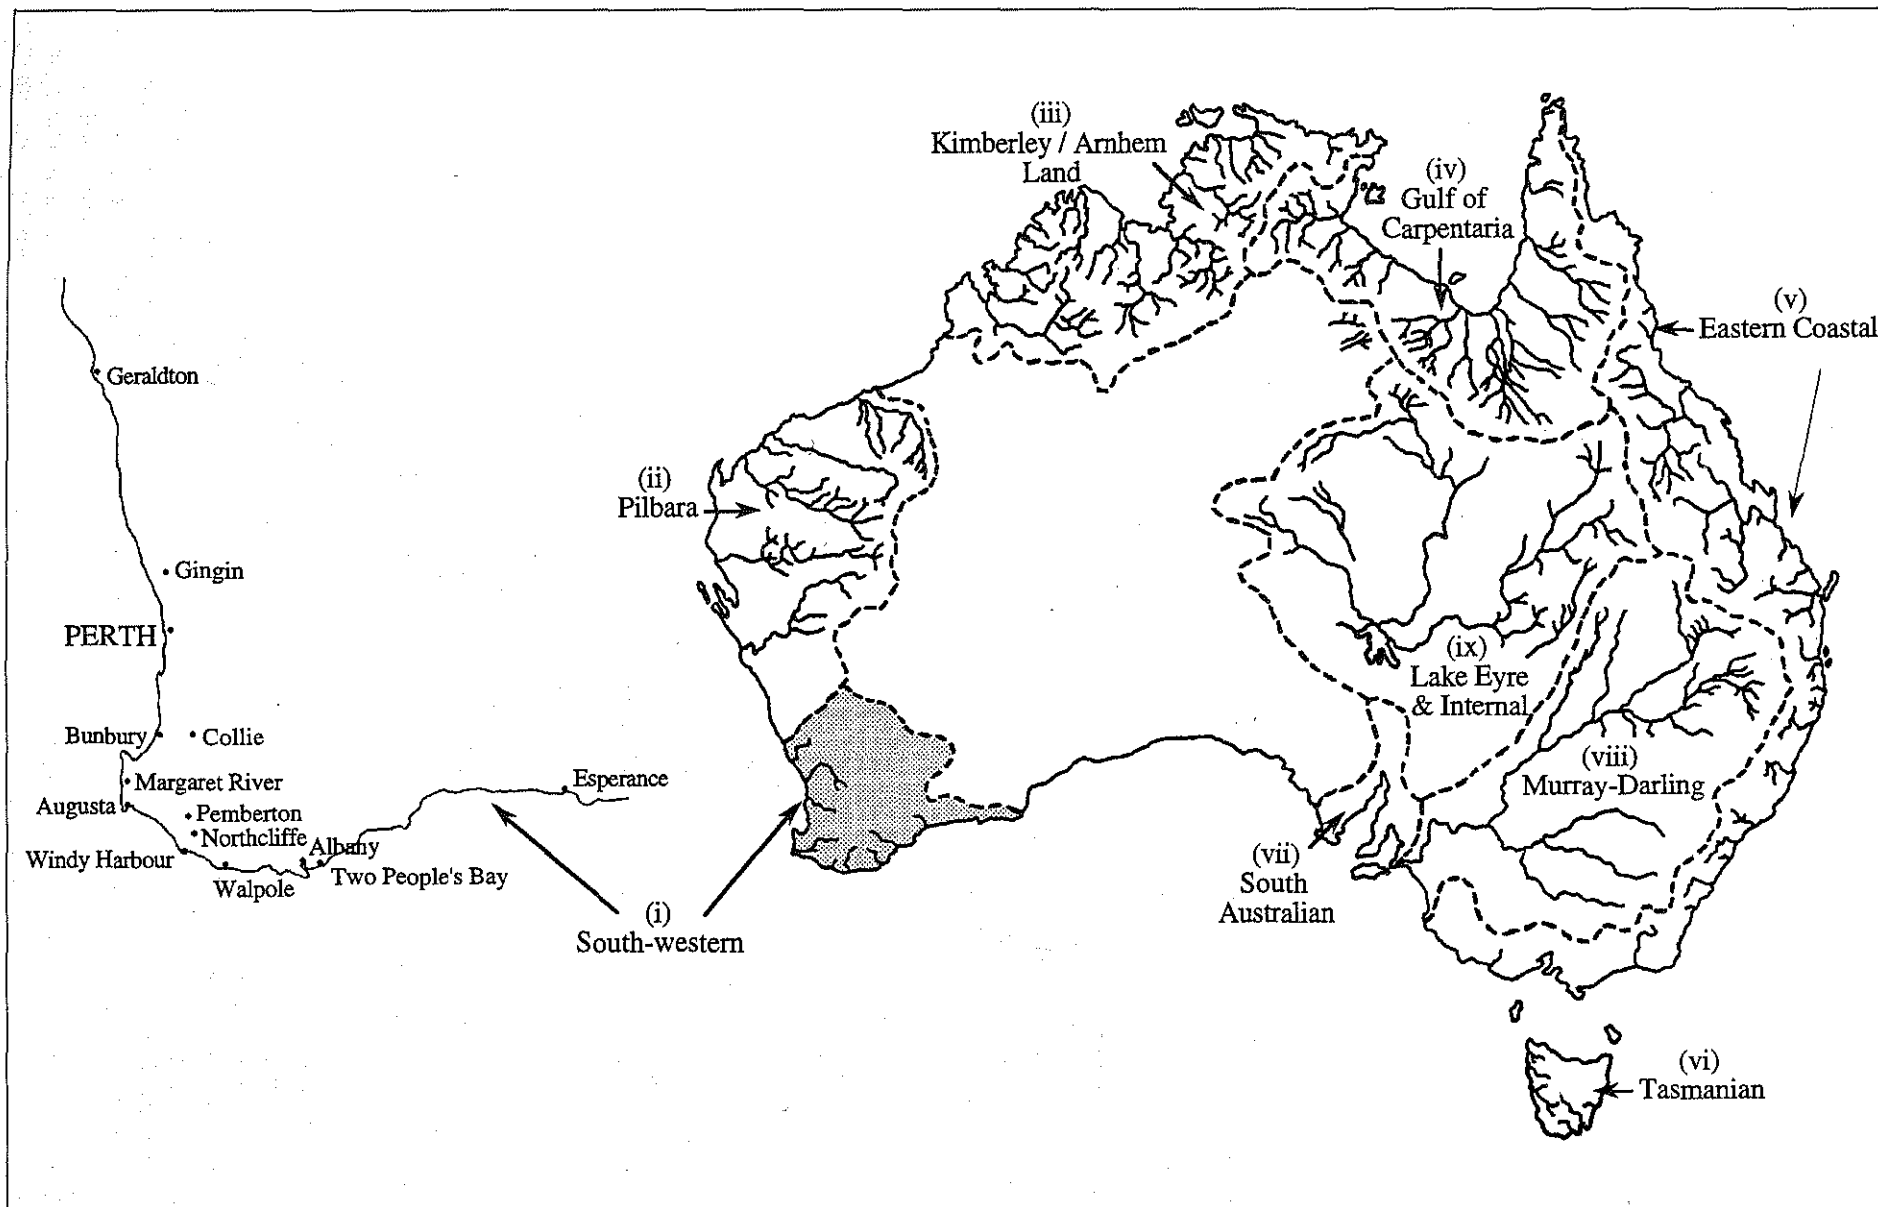 (iii)
Kimberley / Arnhem
Land
(iv)
Gulf of
Carpentaria
(v)
Eastern Coastal
Geraldton
(ii)
Pilbara
Gingin
PERTH
(ix)
Lake Eyre
& Internal
Bunbury
Collie
(viii)
Murray-Darling
Margaret River
Esperance
Augusta
Pemberton
Northcliffe
Albany
Windy Harbour
Walpole
Two People's Bay
(vii)
South
Australian
(i)
South-western
(vi)
Tasmanian